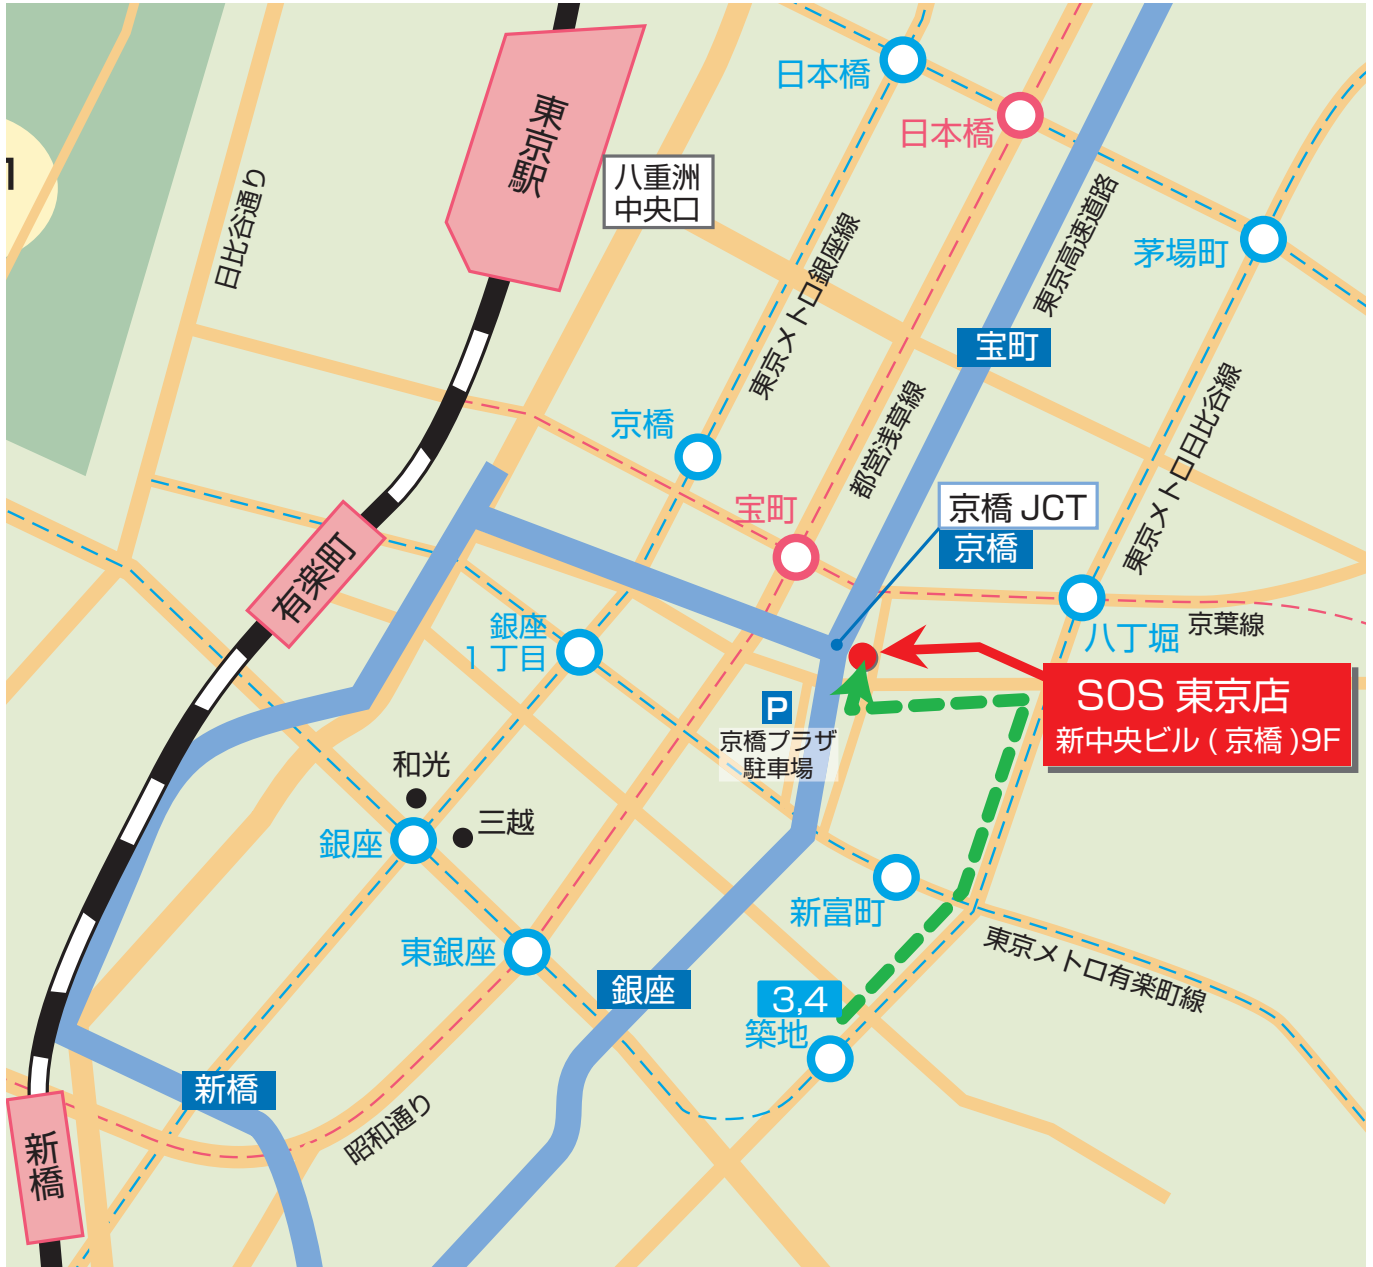 日本橋
日本橋
東京駅
八重洲
中央口
日比谷通り
東京メトロ銀座線
東京高速道路
茅場町
宝町
東京メトロ日比谷線
都営浅草線
京橋
宝町
京橋 JCT
京橋
有楽町
銀座
1 丁目
八丁堀
京葉線
SOS 東京店
新中央ビル ( 京橋 )9F
P
京橋プラザ
駐車場
和光
三越
銀座
新富町
東銀座
東京メトロ有楽町線
銀座
3,4
築地
新橋
昭和通り
新橋